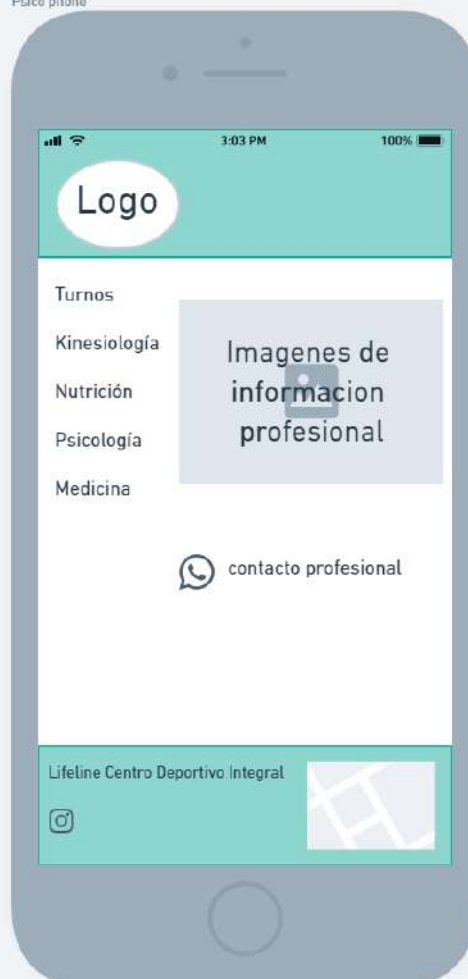 Psico phone
3:03 PM 100%
Logo
Turnos
Kinesiología
Nutrición
Psicología
Medicina
Imagenes de
informacion
profesional
contacto profesional
Lifeline Centro Deportivo Integral